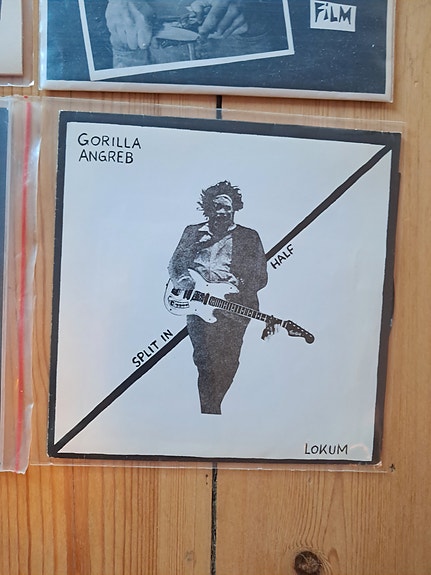 FiLM
GORILLA
ANGREB
HALF
SPLIT IN
LOKUM